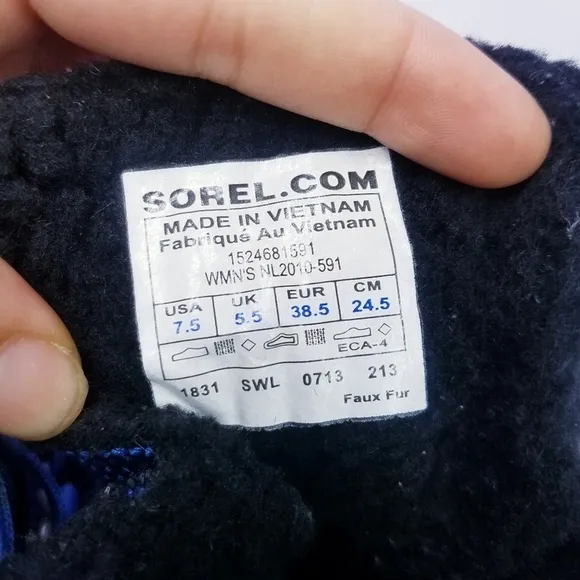 SOREL.COM
MADE IN VIETNAM
Fabriqué Au Vietnam
1524681591
WMN'S NL2010-591
USA UK EUR CM
7.5 5.5 38.5 24.5
ECA-4
1831 SWL 0713 213
Faux Fur